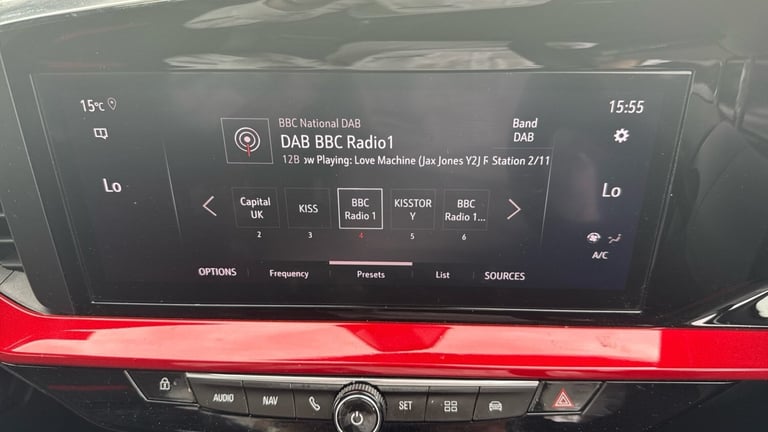 15°C
15:55
BBC National DAB
DAB BBC Radio1
12B ow Playing: Love Machine (Jax Jones Y2J F
Band
DAB
Station 2/11
Lo
Lo
Capital
UK
2
KISS
3
BBC
Radio 1
4
KISSTOR
Y
5
BBC
Radio 1...
6
A/C
OPTIONS
Frequency
Presets
List
SOURCES
AUDIO
NAV
SET